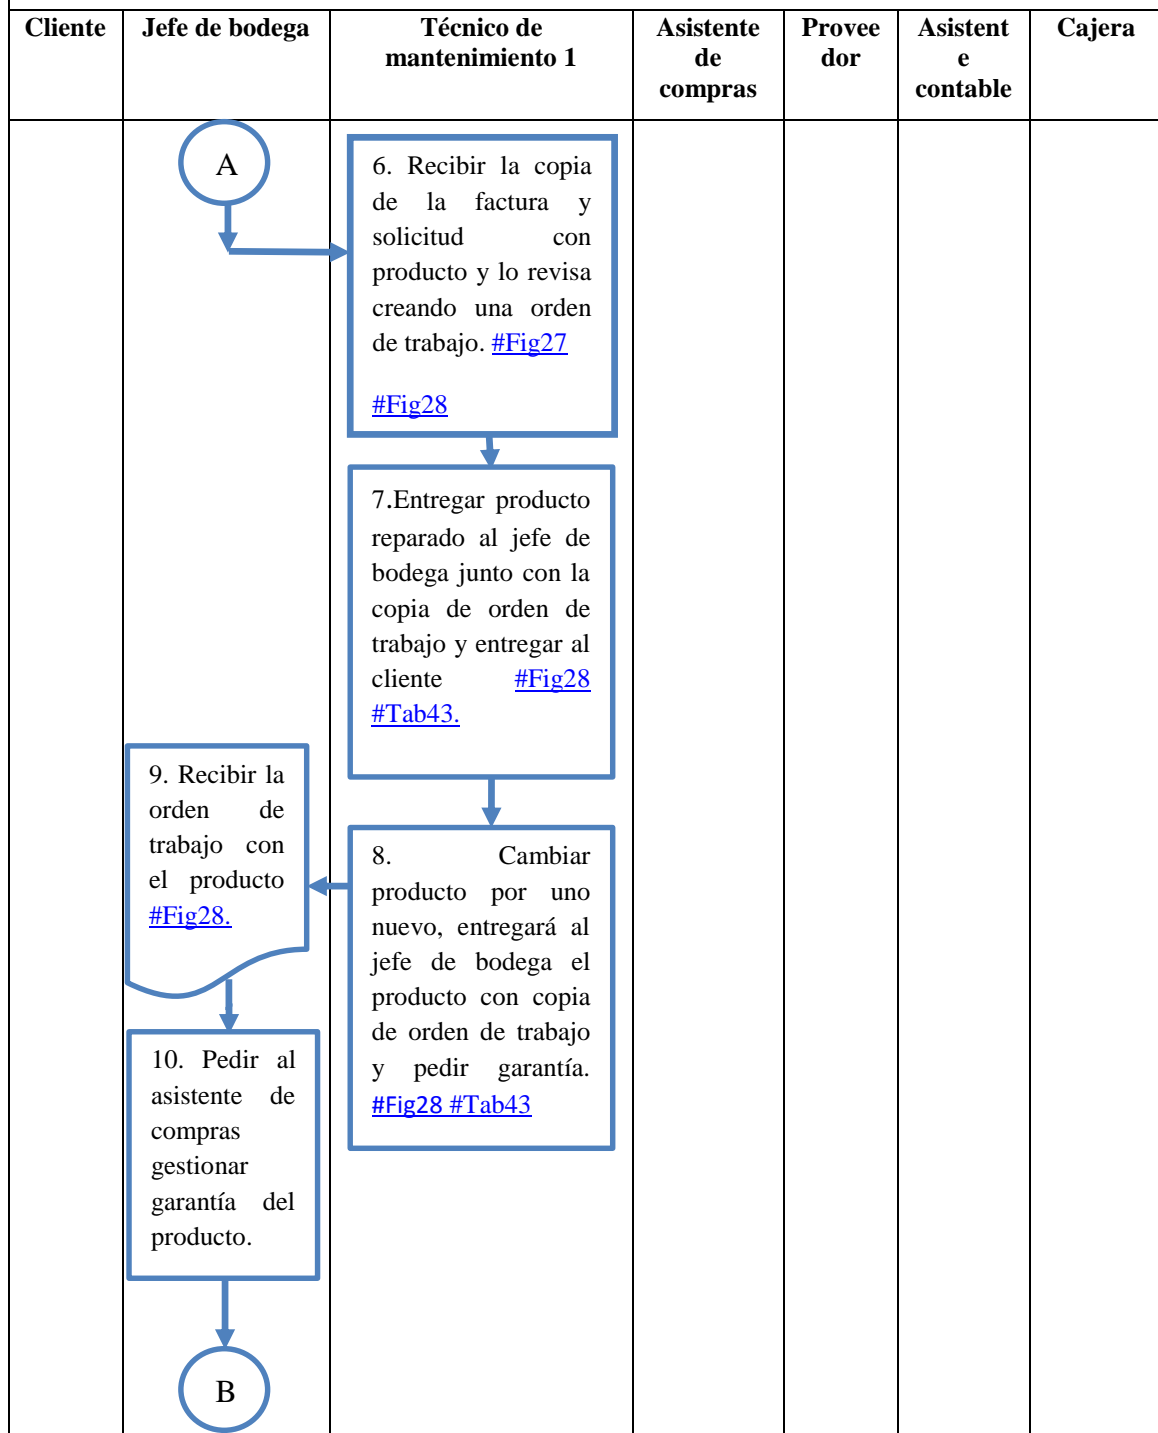 Cliente
Jefe de bodega
Técnico de
mantenimiento 1
Asistente
de
compras
Provee
dor
Asistent
e
contable
Cajera
A
6. Recibir la copia
de la factura y
solicitud con
producto y lo revisa
creando una orden
de trabajo. #Fig27
#Fig28
7.Entregar producto
reparado al jefe de
bodega junto con la
copia de orden de
trabajo y entregar al
cliente #Fig28
#Tab43.
8. Cambiar
producto por uno
nuevo, entregará al
jefe de bodega el
producto con copia
de orden de trabajo
y pedir garantía.
#Fig28 #Tab43
9. Recibir la
orden de
trabajo con
el producto
#Fig28.
10. Pedir al
asistente de
compras
gestionar
garantía del
producto.
B